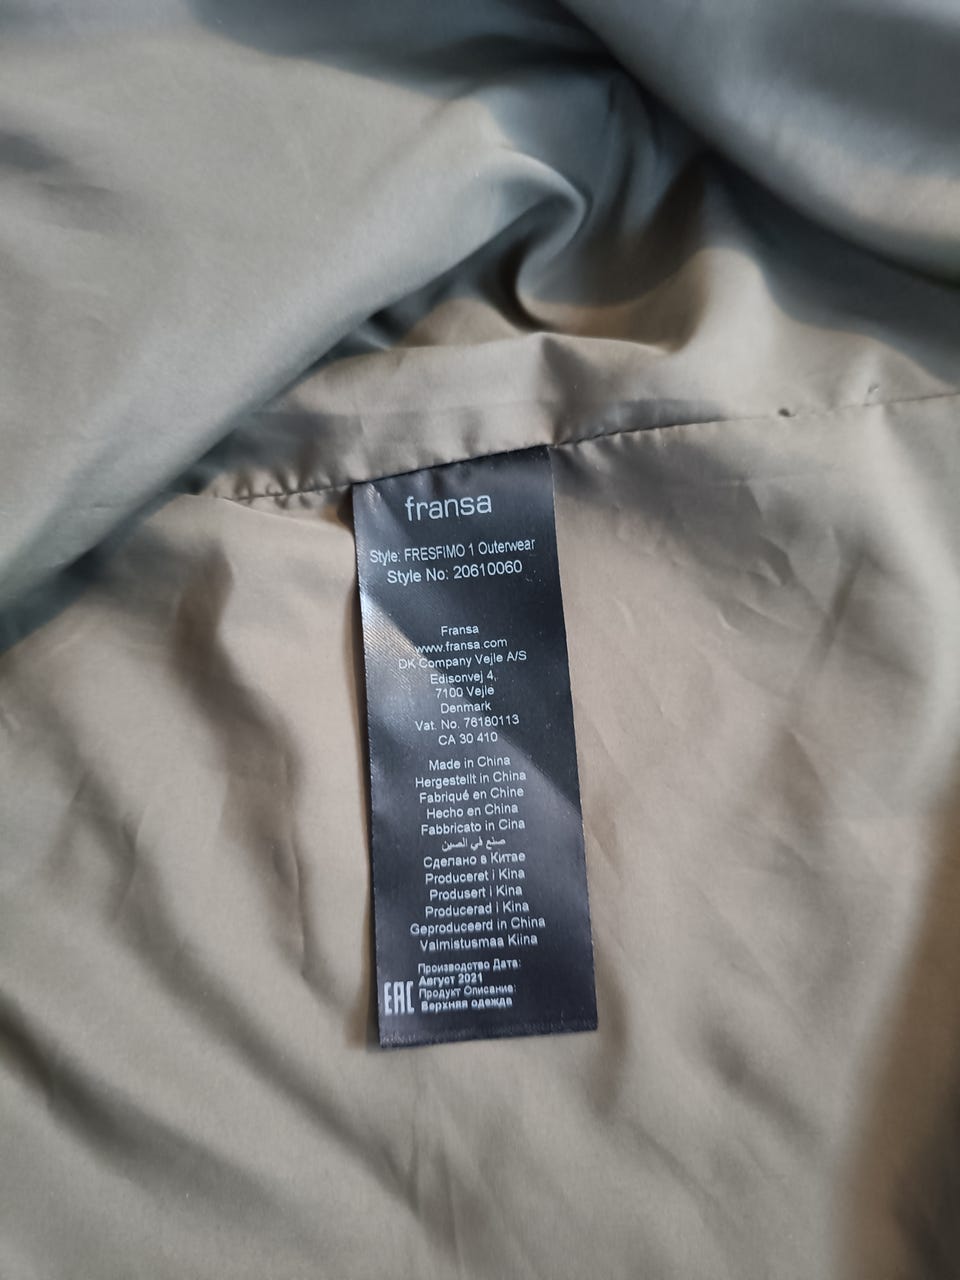 fransa
Style: FRESFIMO 1 Outerwear
Style No: 20610060
Fransa
www.fransa.com
DK Company Vejle A/S
Edisonvej 4,
7100 Vejle
Denmark
Vat. No. 76180113
CA 30 410
Made in China
Hergestellt in China
Fabriqué en Chine
Hecho en China
Fabbricato in Cina
صنع في الصين
Сделано в Китае
Produceret i Kina
Produsert i Kina
Producerad i Kina
Geproduceerd in China
Valmistusmaa Kiina
Производство Дата:
Август 2021
EAC Продукт Описание:
Верхняя одежда